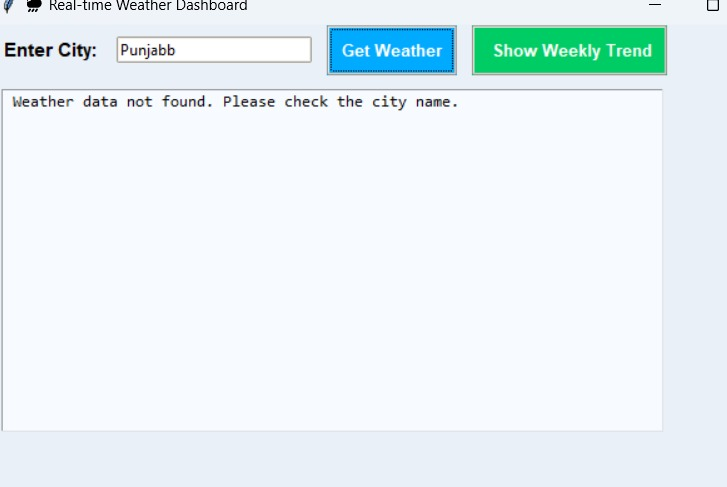 Real-time Weather Dashboard
Enter City: Punjabb Get Weather Show Weekly Trend
Weather data not found. Please check the city name.